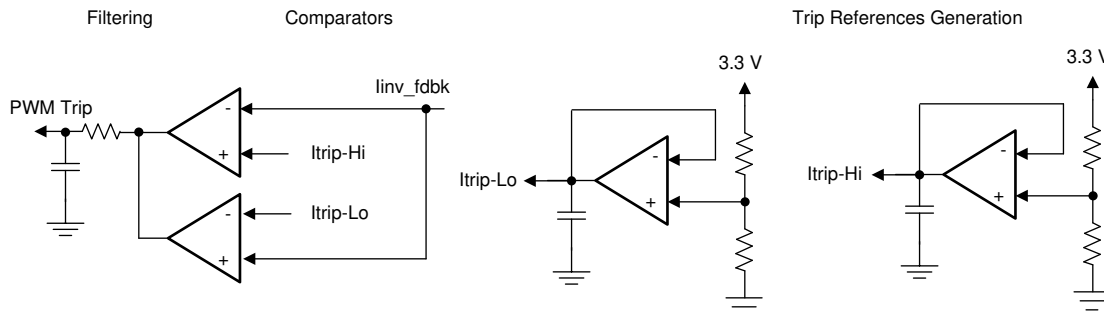 Filtering
Comparators
Trip References Generation
PWM Trip
Iinv_fdbk
-
+
Itrip-Hi
-
Itrip-Lo
+
3.3 V
-
+
Itrip-Lo
3.3 V
-
+
Itrip-Hi